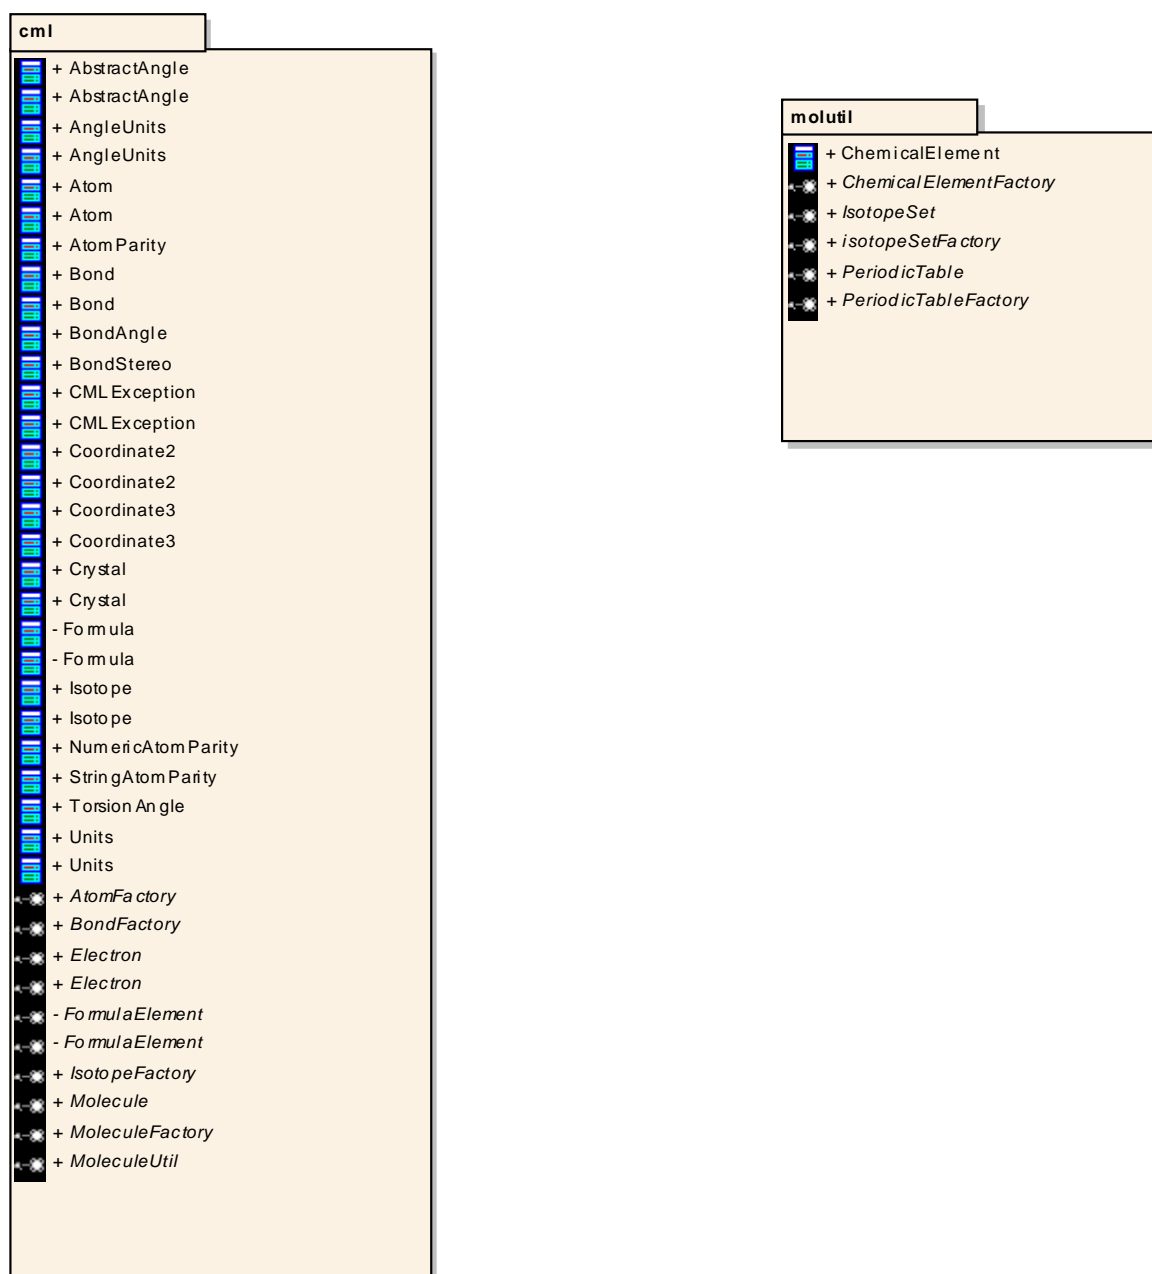 cml
+ AbstractAngle
+ AbstractAngle
+ AngleUnits
+ AngleUnits
+ Atom
+ Atom
+ AtomParity
+ Bond
+ Bond
+ BondAngle
+ BondStereo
+ CMLException
+ CMLException
+ Coordinate2
+ Coordinate2
+ Coordinate3
+ Coordinate3
+ Crystal
+ Crystal
- Formula
- Formula
+ Isotope
+ Isotope
+ NumericAtomParity
+ StringAtomParity
+ TorsionAngle
+ Units
+ Units
+ AtomFactory
+ BondFactory
+ Electron
+ Electron
- FormulaElement
- FormulaElement
+ IsotopeFactory
+ Molecule
+ MoleculeFactory
+ MoleculeUtil
molutil
+ ChemicalElement
+ ChemicalElementFactory
+ IsotopeSet
+ isotopeSetFactory
+ PeriodicTable
+ PeriodicTableFactory